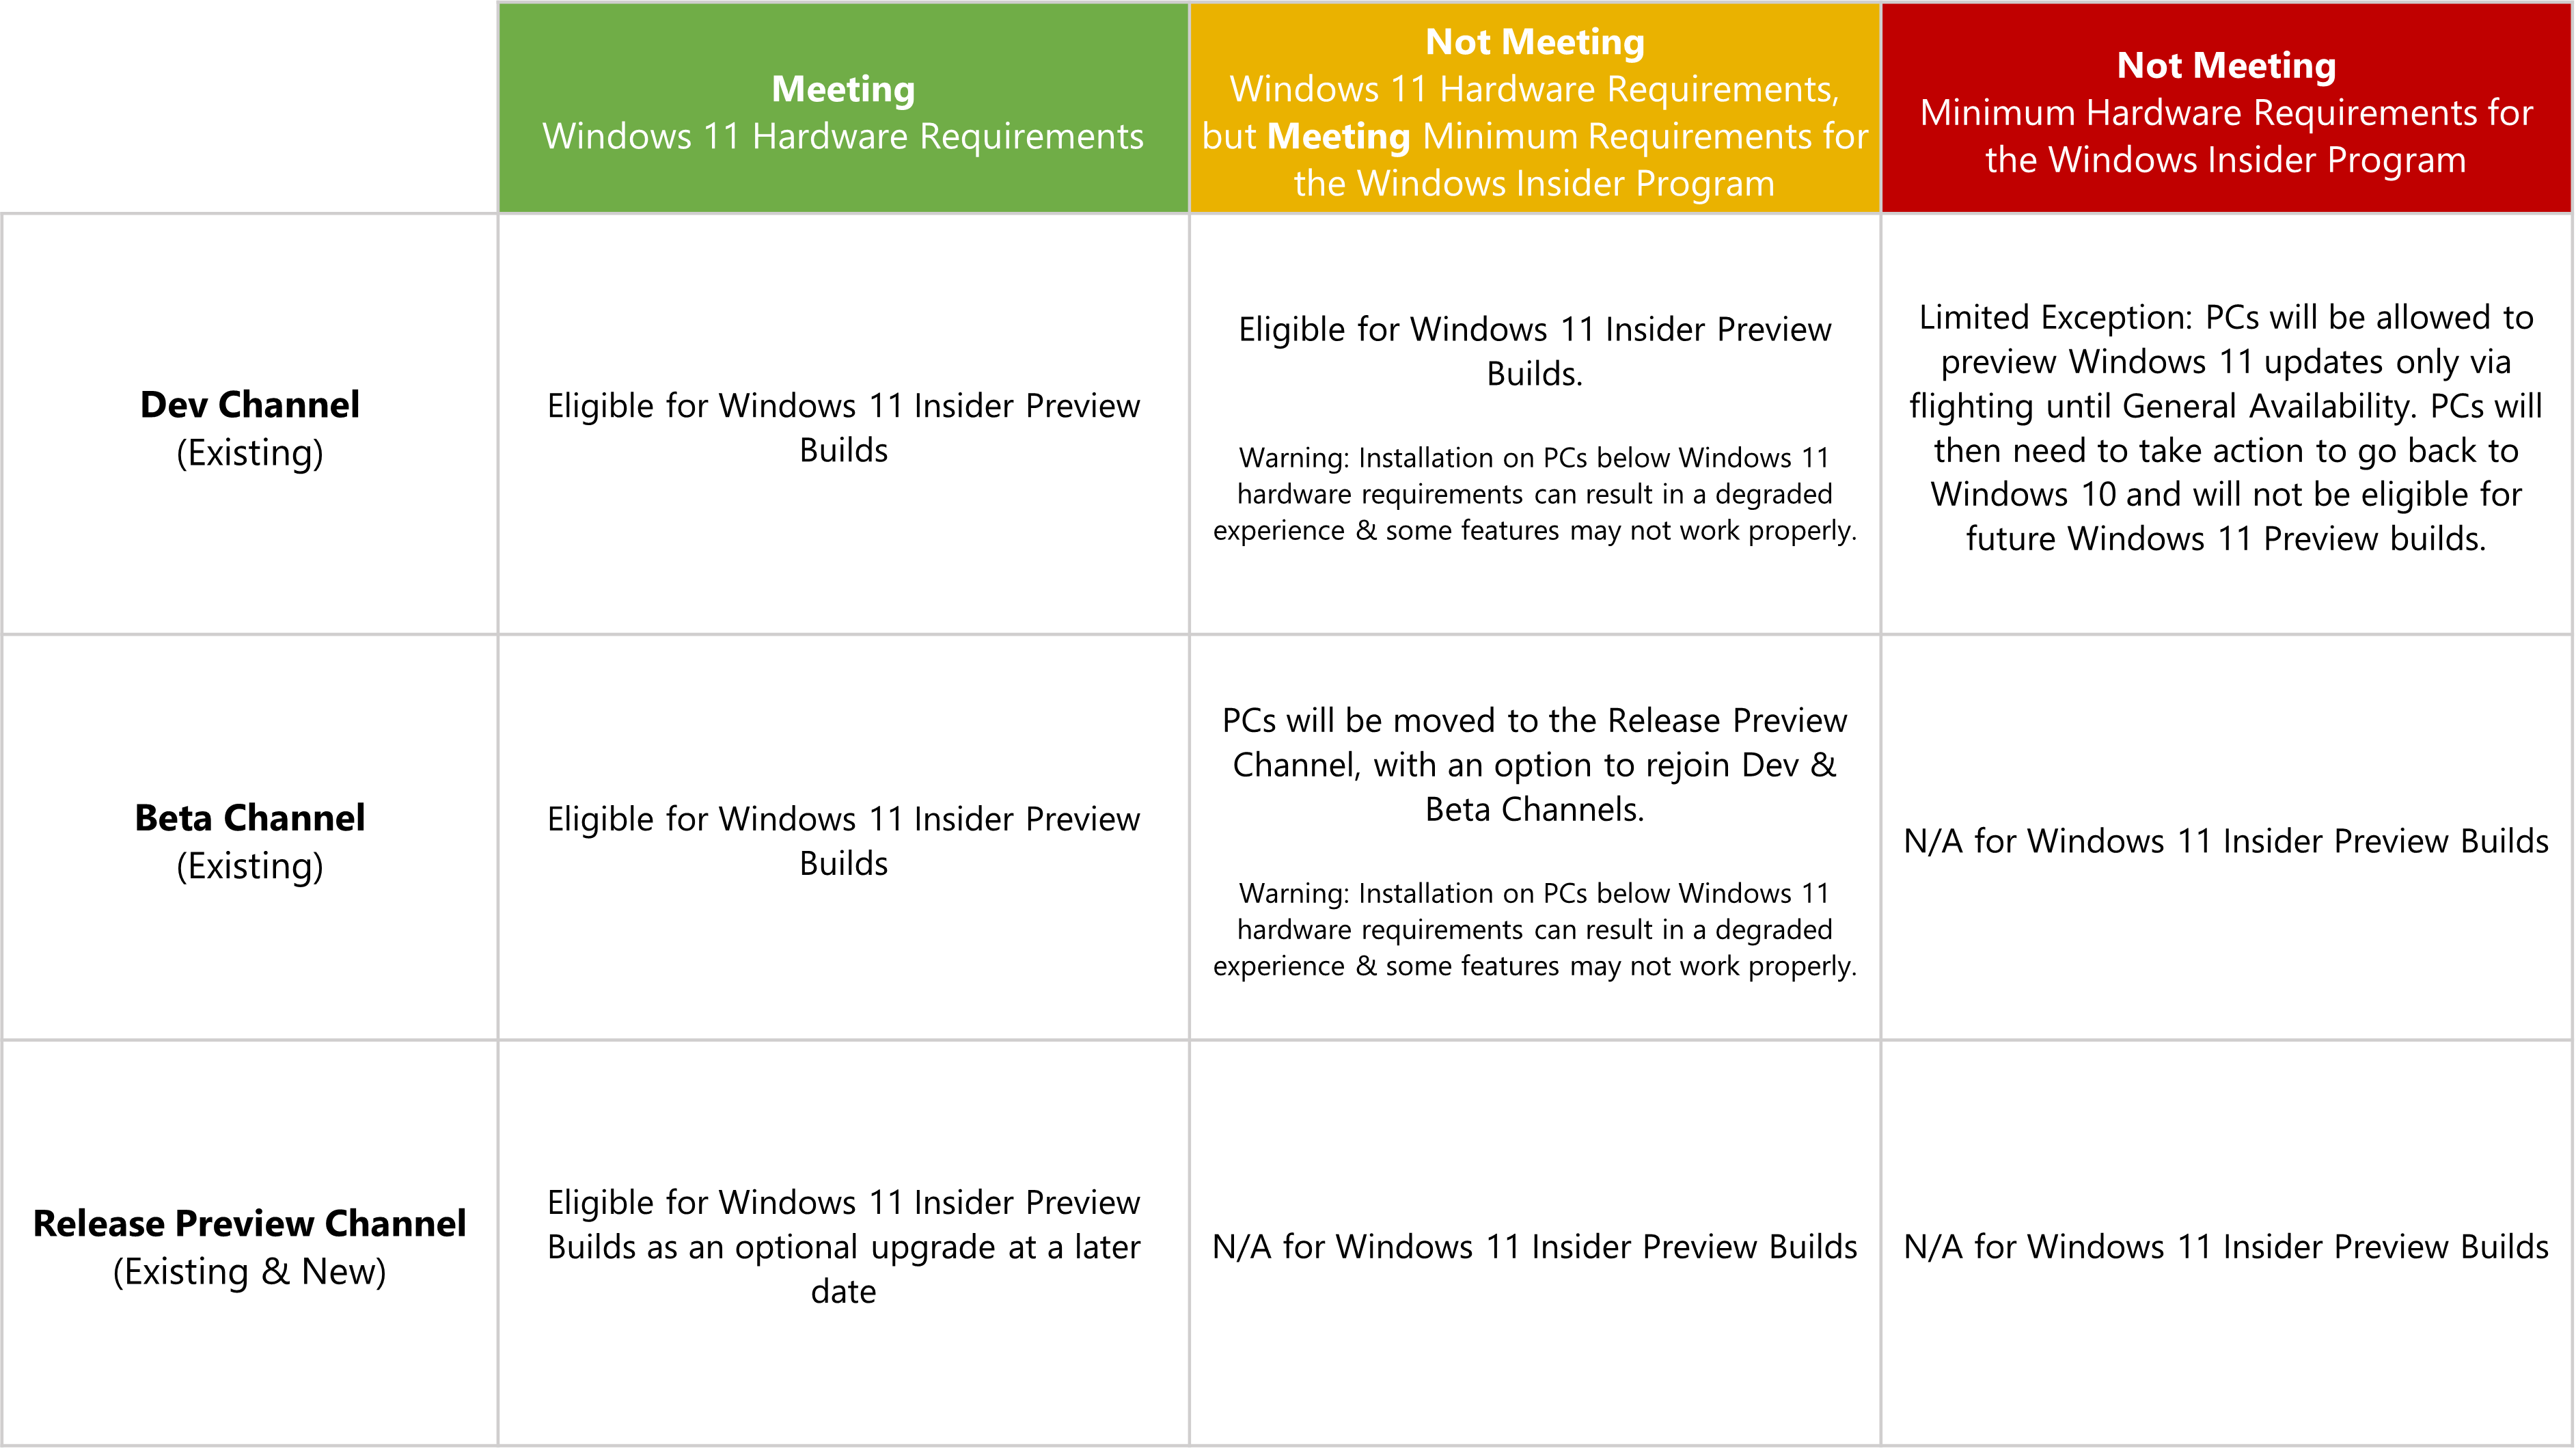 Meeting
Windows 11 Hardware Requirements
Not Meeting
Windows 11 Hardware Requirements,
but Meeting Minimum Requirements for
the Windows Insider Program
Not Meeting
Minimum Hardware Requirements for
the Windows Insider Program
Dev Channel
(Existing)
Eligible for Windows 11 Insider Preview
Builds
Eligible for Windows 11 Insider Preview
Builds.
Warning: Installation on PCs below Windows 11
hardware requirements can result in a degraded
experience & some features may not work properly.
Limited Exception: PCs will be allowed to
preview Windows 11 updates only via
flighting until General Availability. PCs will
then need to take action to go back to
Windows 10 and will not be eligible for
future Windows 11 Preview builds.
Beta Channel
(Existing)
Eligible for Windows 11 Insider Preview
Builds
PCs will be moved to the Release Preview
Channel, with an option to rejoin Dev &
Beta Channels.
Warning: Installation on PCs below Windows 11
hardware requirements can result in a degraded
experience & some features may not work properly.
N/A for Windows 11 Insider Preview Builds
Release Preview Channel
(Existing & New)
Eligible for Windows 11 Insider Preview
Builds as an optional upgrade at a later
date
N/A for Windows 11 Insider Preview Builds
N/A for Windows 11 Insider Preview Builds